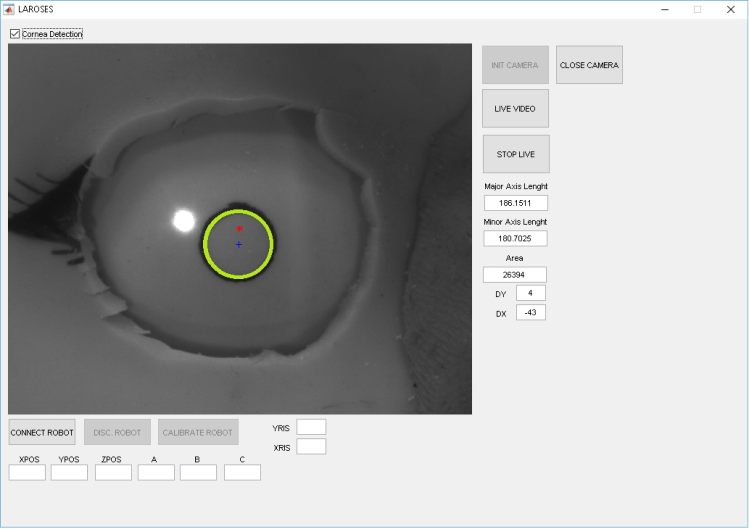 LAROSES
Cornea Detection
INIT CAMERA
CLOSE CAMERA
LIVE VIDEO
STOP LIVE
Major Axis Lenght
186.1511
Minor Axis Lenght
180.7025
Area
26394
DY 4
DX -43
CONNECT ROBOT DISC. ROBOT CALIBRATE ROBOT
YRIS
XRIS
XPOS YPOS ZPOS A B C